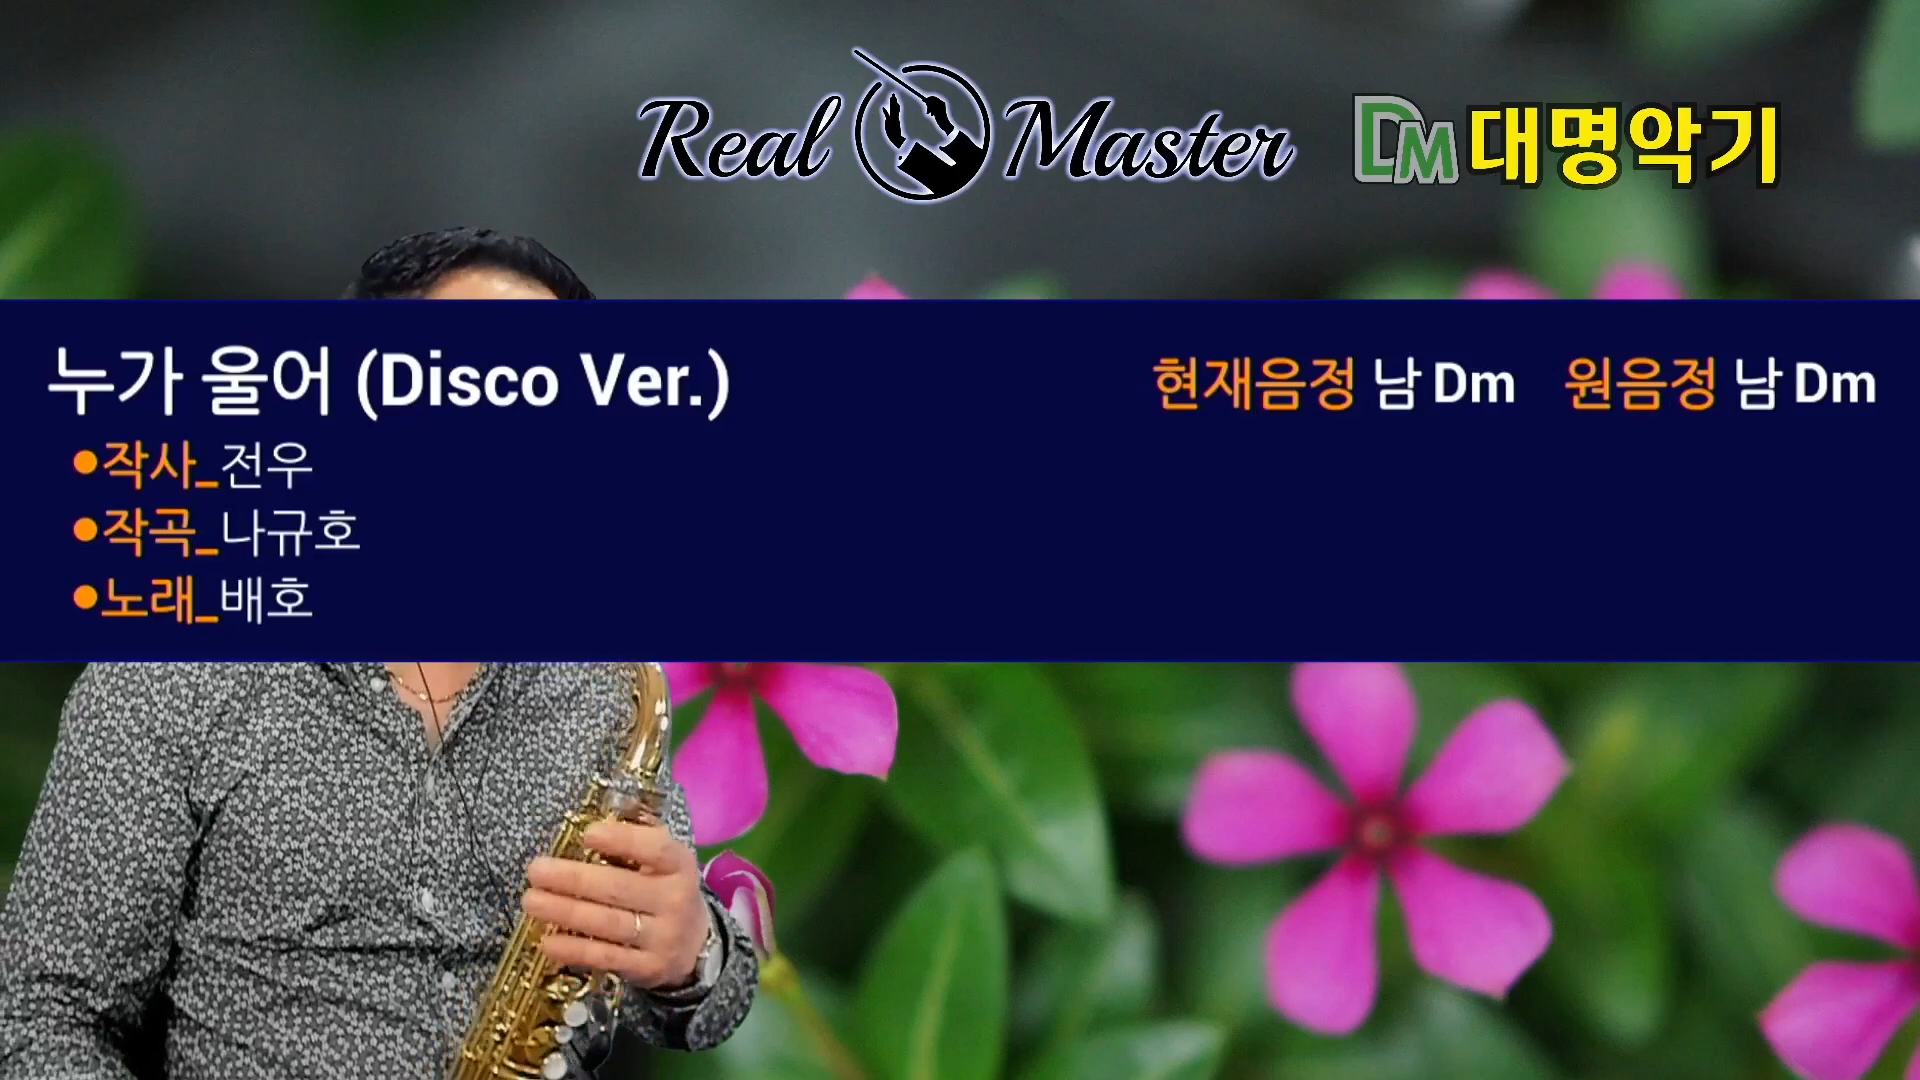 Real Master DM 대명악기
누가 울어 (Disco Ver.) 현재음정 남 Dm 원음정 남 Dm
•작사_전우
•작곡_나규호
•노래_배호